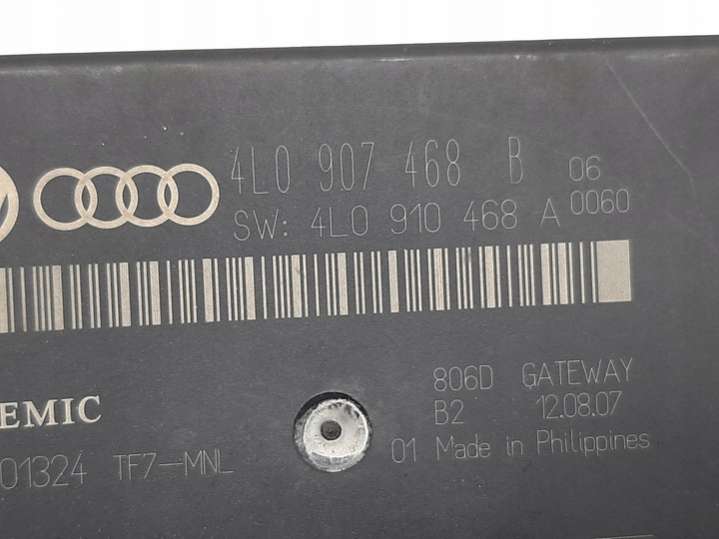 4L0 907 468 B 06
SW: 4L0 910 468 A 0060
806D GATEWAY
EMIC B2 12.08.07
01 Made in Philippines
01324 TF7-MNL